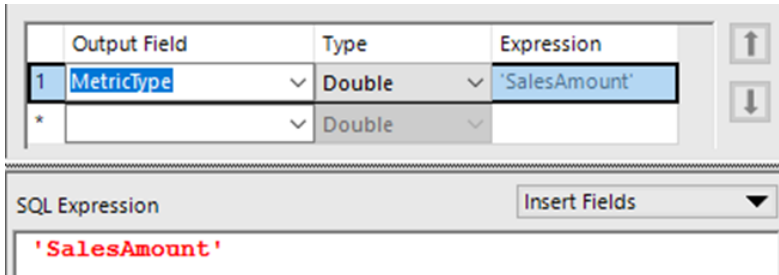 Output Field Type Expression
1 MetricType Double 'SalesAmount'
* Double
SQL Expression Insert Fields
'SalesAmount'